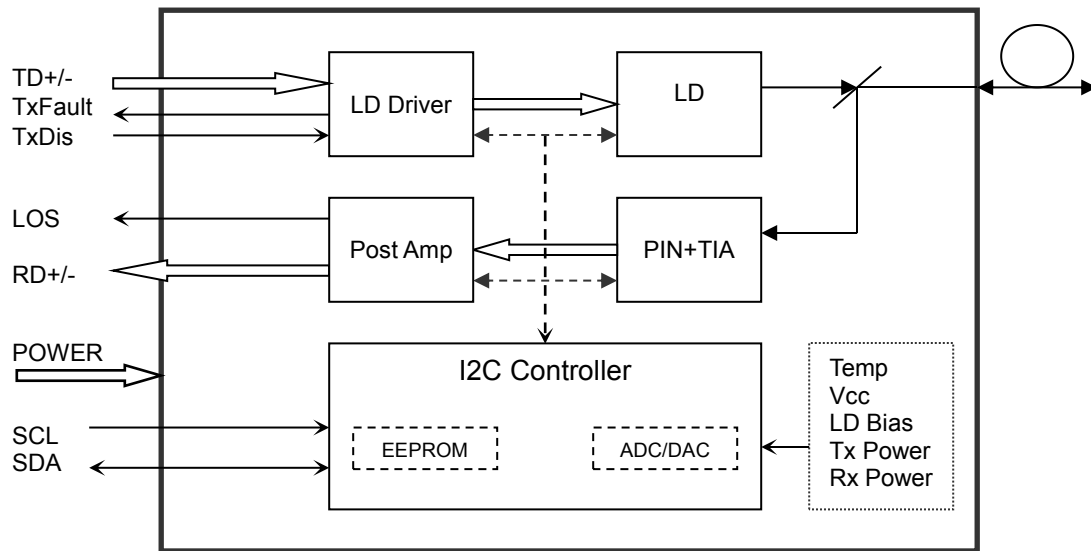 TD+/-
TxFault
TxDis
LD Driver
LD
LOS
RD+/-
Post Amp
PIN+TIA
POWER
SCL
SDA
I2C Controller
EEPROM
ADC/DAC
Temp
Vcc
LD Bias
Tx Power
Rx Power